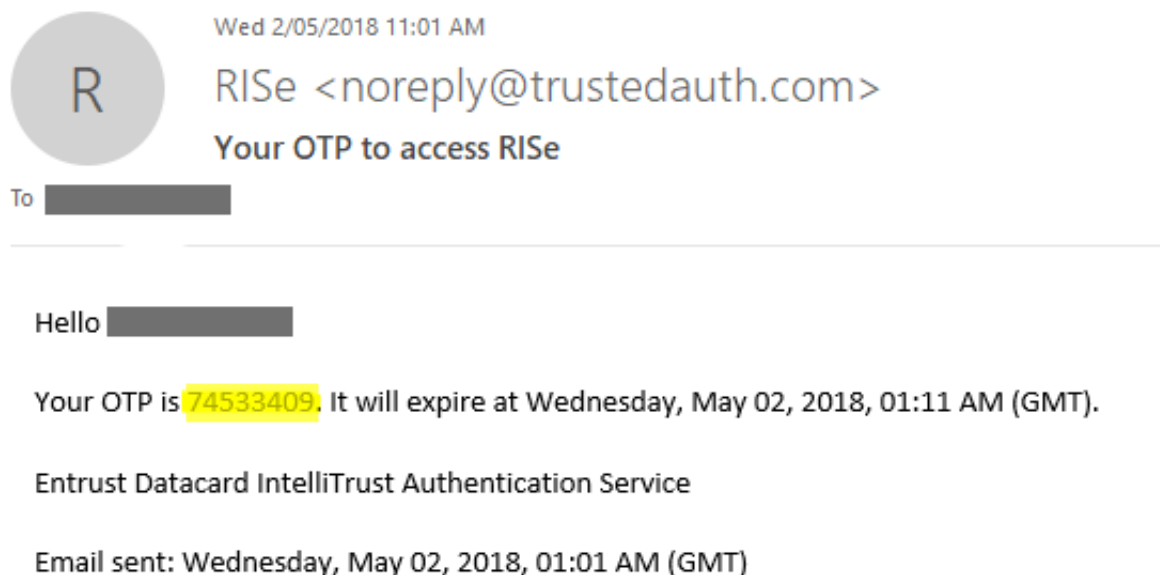 Wed 2/05/2018 11:01 AM
R
RISe <noreply@trustedauth.com>
Your OTP to access RISe
To
Hello
Your OTP is 74533409. It will expire at Wednesday, May 02, 2018, 01:11 AM (GMT).
Entrust Datacard IntelliTrust Authentication Service
Email sent: Wednesday, May 02, 2018, 01:01 AM (GMT)